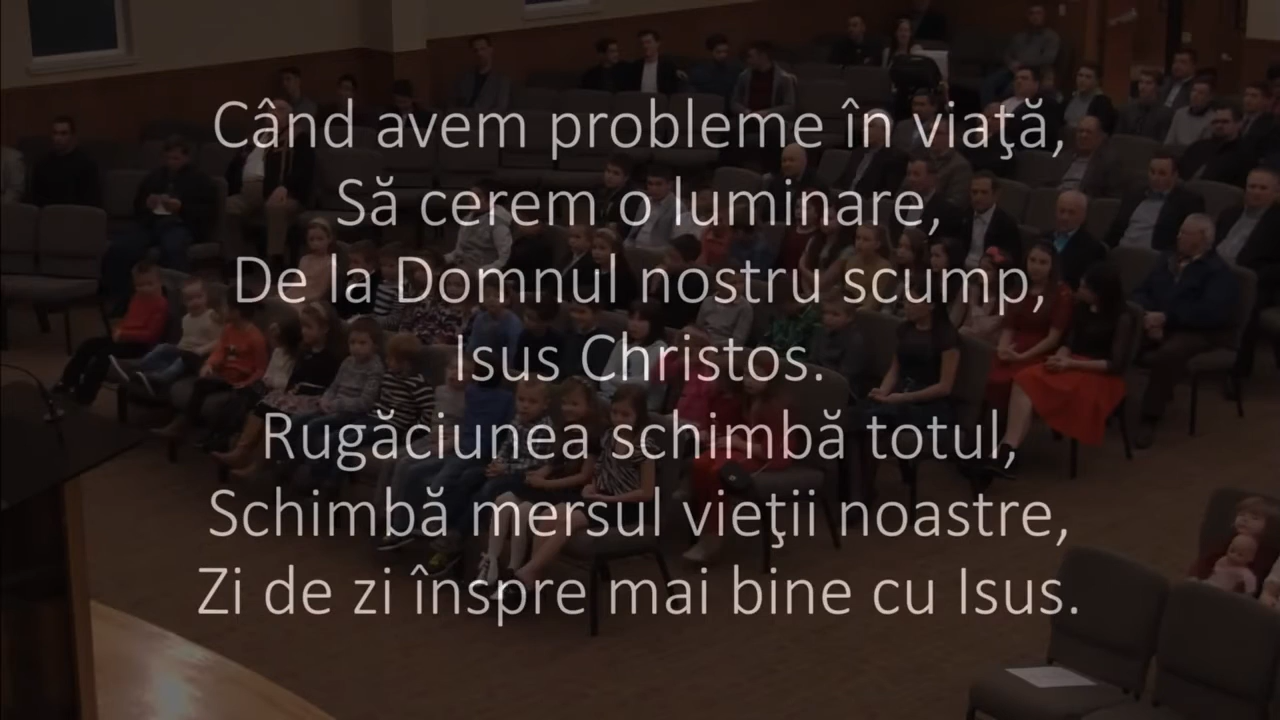 Când avem probleme în viaţă,
Să cerem o luminare,
De la Domnul nostru scump,
Isus Christos.
Rugăciunea schimbă totul,
Schimbă mersul vieţii noastre,
Zi de zi înspre mai bine cu Isus.